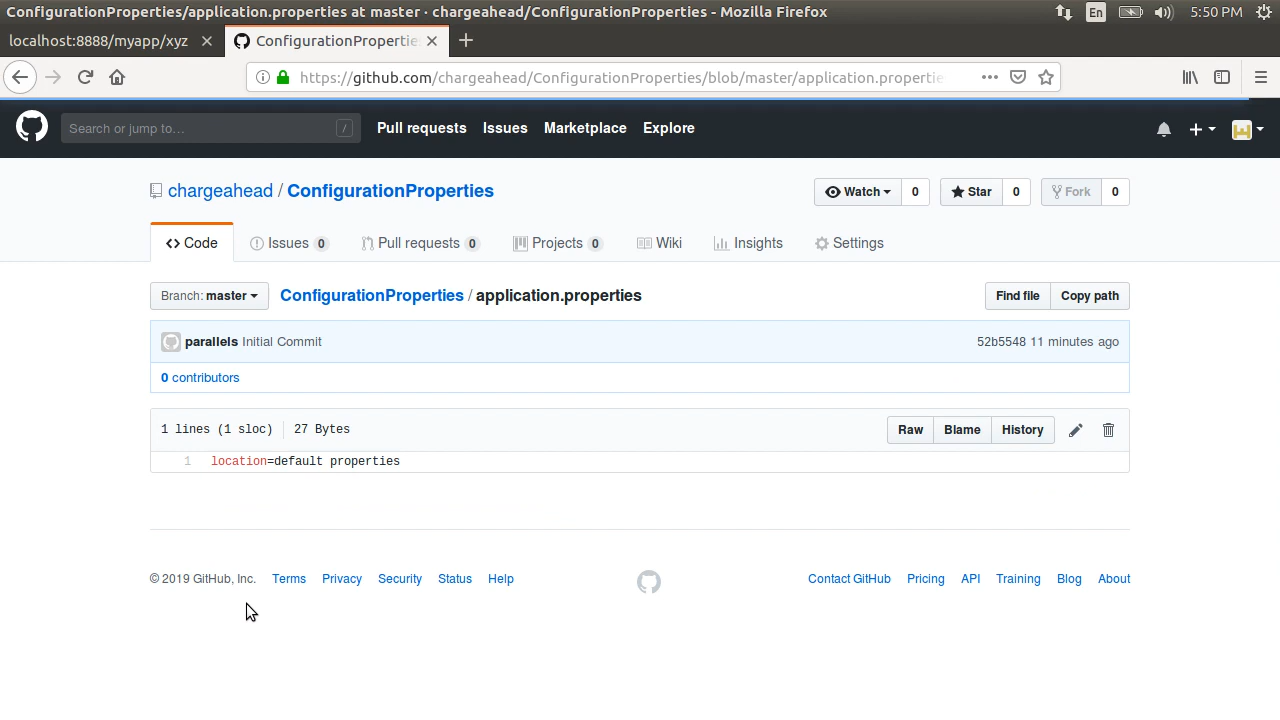 ConfigurationProperties/application.properties at master · chargeahead/ConfigurationProperties - Mozilla Firefox
En
5:50 PM
localhost:8888/myapp/xyz
ConfigurationPropertie
https://github.com/chargeahead/ConfigurationProperties/blob/master/application.propertie
Search or jump to…
/
Pull requests
Issues
Marketplace
Explore
chargeahead / ConfigurationProperties
Watch
0
Star
0
Fork
0
Code
Issues 0
Pull requests 0
Projects 0
Wiki
Insights
Settings
Branch: master
ConfigurationProperties / application.properties
Find file
Copy path
parallels Initial Commit
52b5548 11 minutes ago
0 contributors
1 lines (1 sloc)
27 Bytes
Raw
Blame
History
1 location=default properties
© 2019 GitHub, Inc.
Terms
Privacy
Security
Status
Help
Contact GitHub
Pricing
API
Training
Blog
About